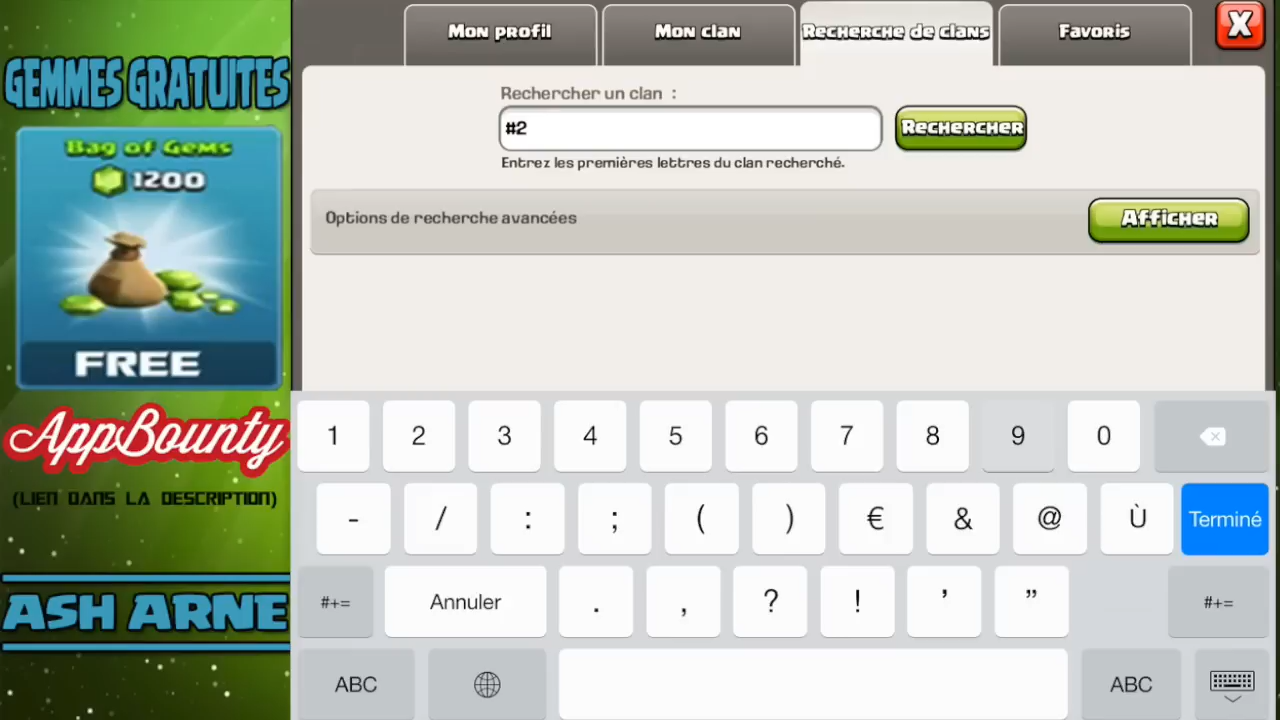 GEMMES GRATUITES
Bag of Gems
1200
FREE
AppBounty
(LIEN DANS LA DESCRIPTION)
ASH ARNE
Mon profil
Mon clan
Recherche de clans
Favoris
X
Rechercher un clan :
#2
Rechercher
Entrez les premières lettres du clan recherché.
Options de recherche avancées
Afficher
1 2 3 4 5 6 7 8 9 0
- / : ; ( ) € & @ Ù Terminé
#+= Annuler . , ? ! ’ ” #+=
ABC ABC